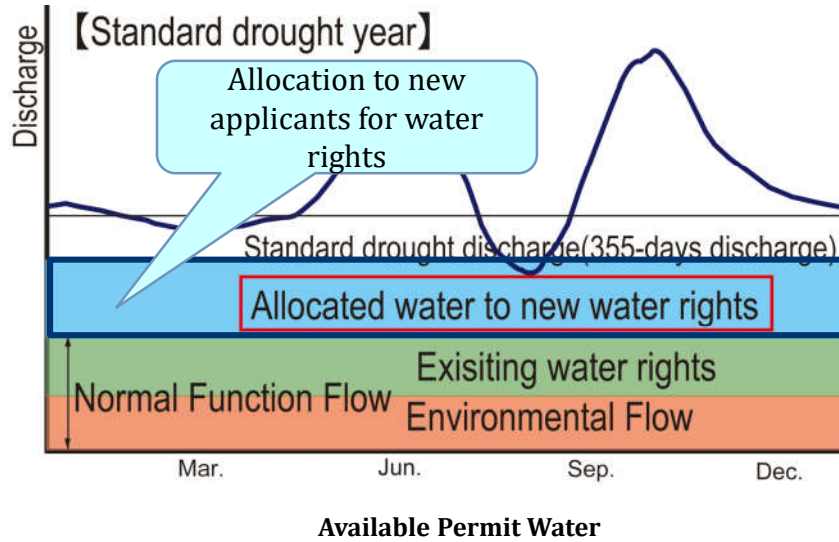 【Standard drought year】
Discharge
Allocation to new
applicants for water
rights
Standard drought discharge(355-days discharge)
Allocated water to new water rights
Exisiting water rights
Normal Function Flow
Environmental Flow
Mar.
Jun.
Sep.
Dec.
Available Permit Water